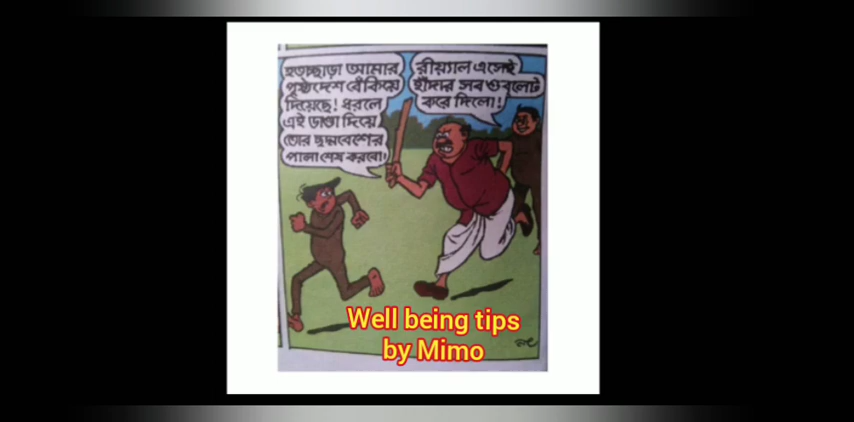 হতচ্ছাড়া আমার
পৃষ্ঠদেশ বেঁকিয়ে
দিয়েছে! ধরলে
এই ডাণ্ডা দিয়ে
তোর ছদ্মবেশের
পালা শেষ করবো!
রীয়্যাল এসেই
হাঁদার সব গুবলেট
করে দিলো!
Well being tips
by Mimo